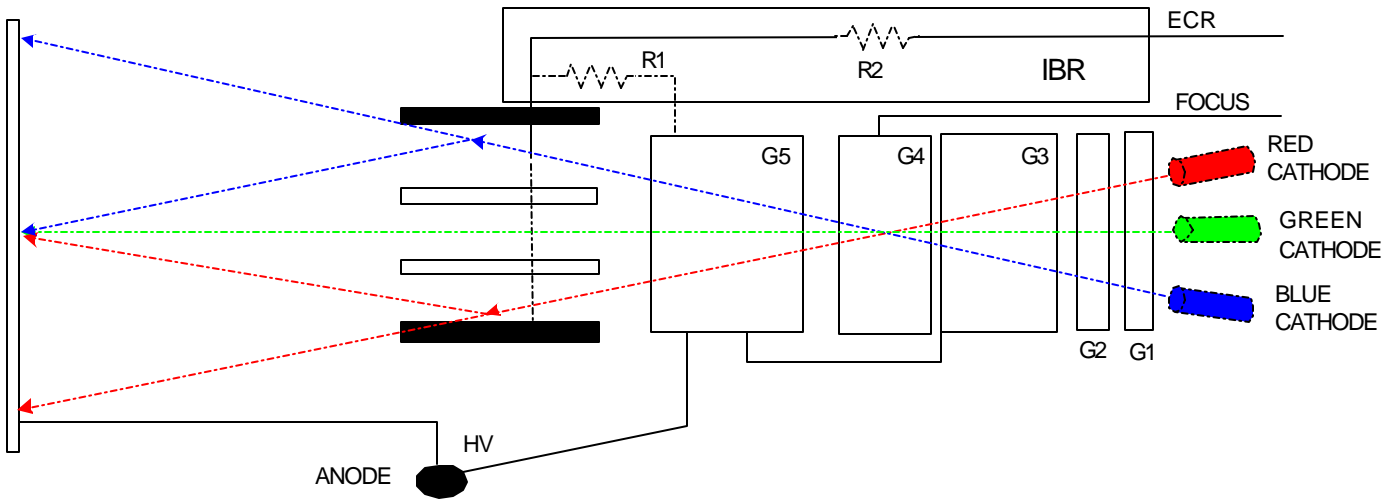 ECR
R1
R2
IBR
FOCUS
G5
G4
G3
RED
CATHODE
GREEN
CATHODE
BLUE
CATHODE
G2
G1
HV
ANODE